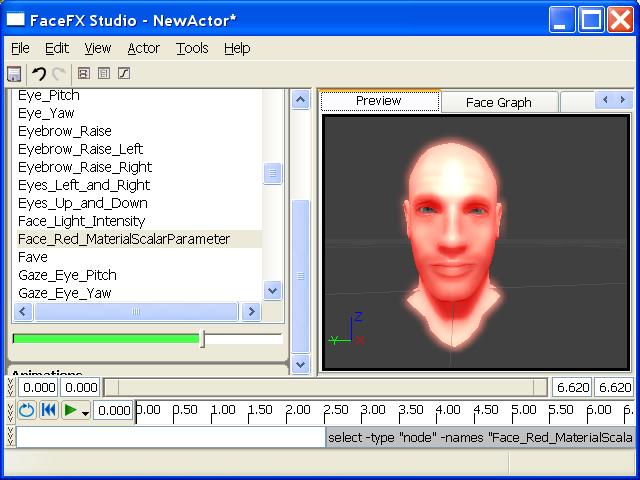 FaceFX Studio - NewActor*
File Edit View Actor Tools Help
Eye_Pitch
Eye_Yaw
Eyebrow_Raise
Eyebrow_Raise_Left
Eyebrow_Raise_Right
Eyes_Left_and_Right
Eyes_Up_and_Down
Face_Light_Intensity
Face_Red_MaterialScalarParameter
Fave
Gaze_Eye_Pitch
Gaze_Eye_Yaw
Animations
Preview Face Graph
Z
Y X
0.000 0.000 6.620 6.620
0.000 0.00 0.50 1.00 1.50 2.00 2.50 3.00 3.50 4.00 4.50 5.00 5.50 6.00 6.
select -type "node" -names "Face_Red_MaterialScala